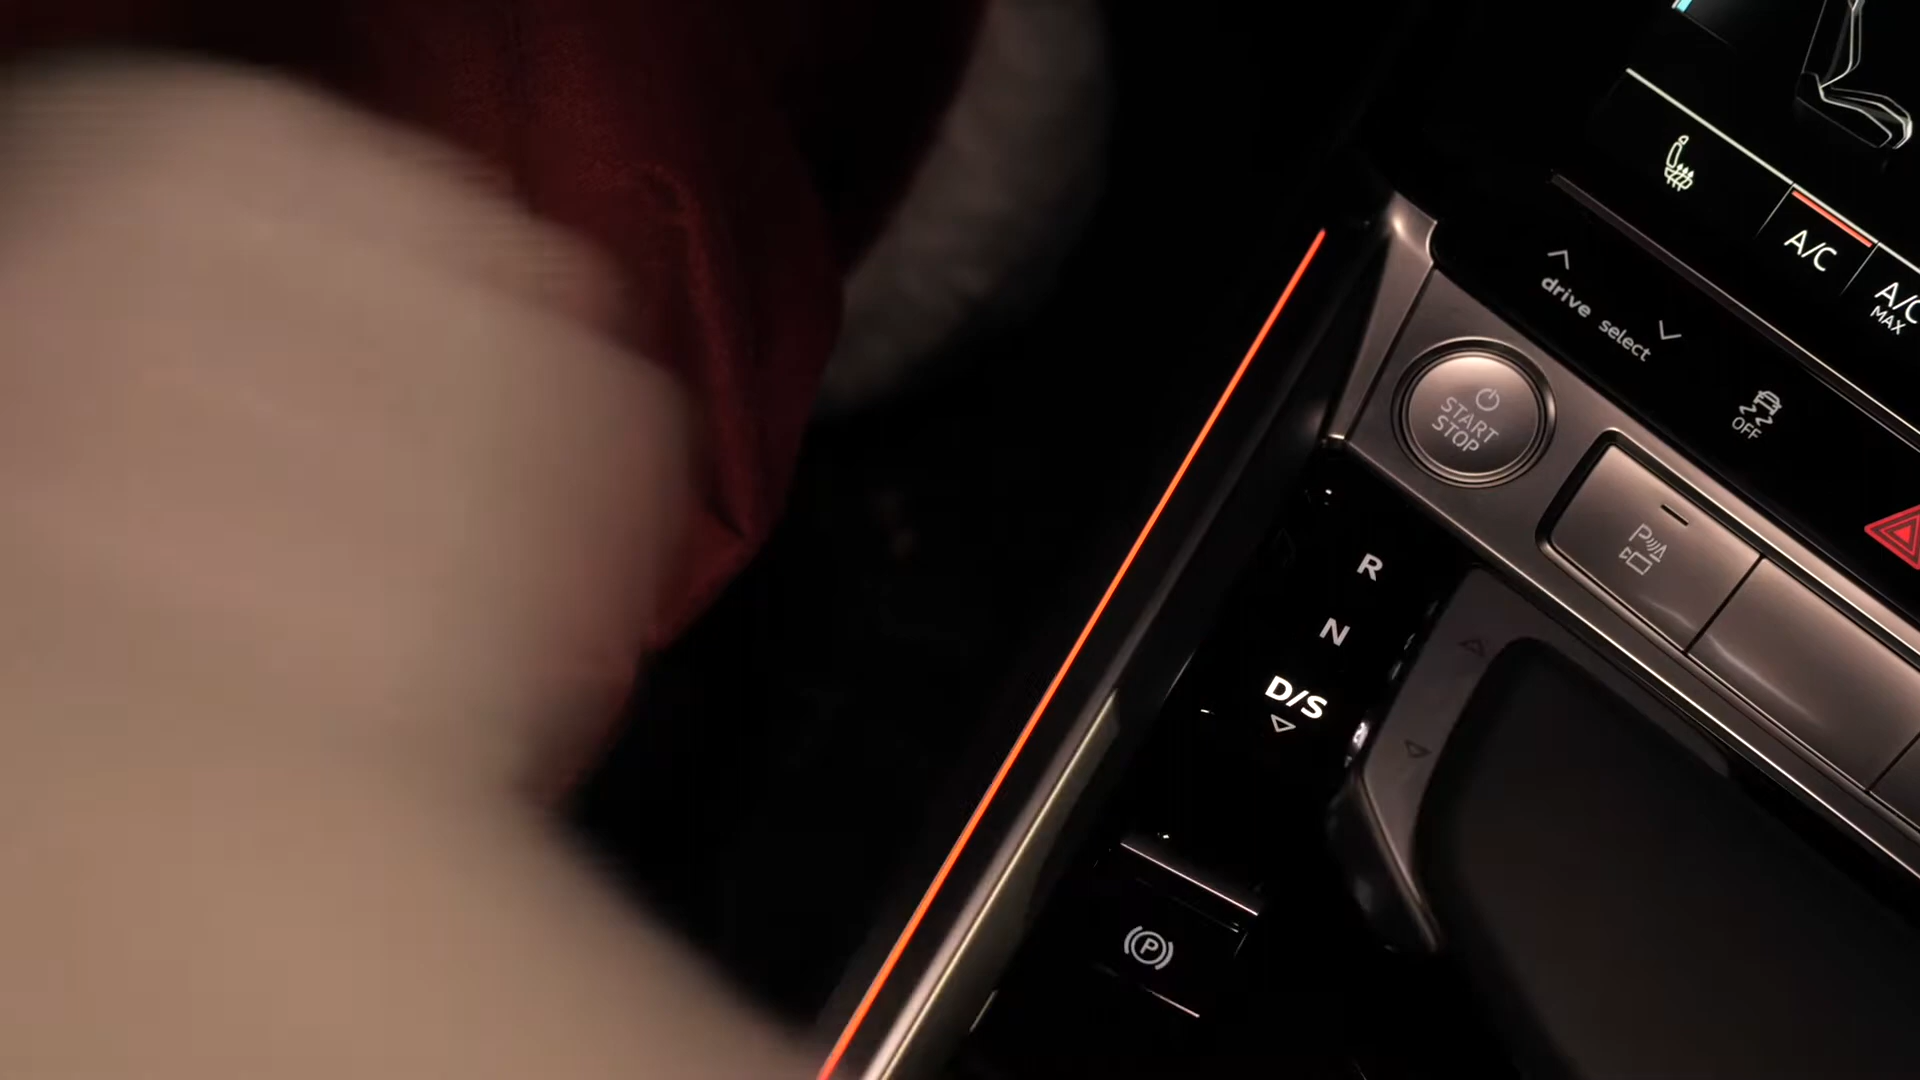 A/C
A/C
MAX
drive select
START
STOP
OFF
P
R
N
D/S
P